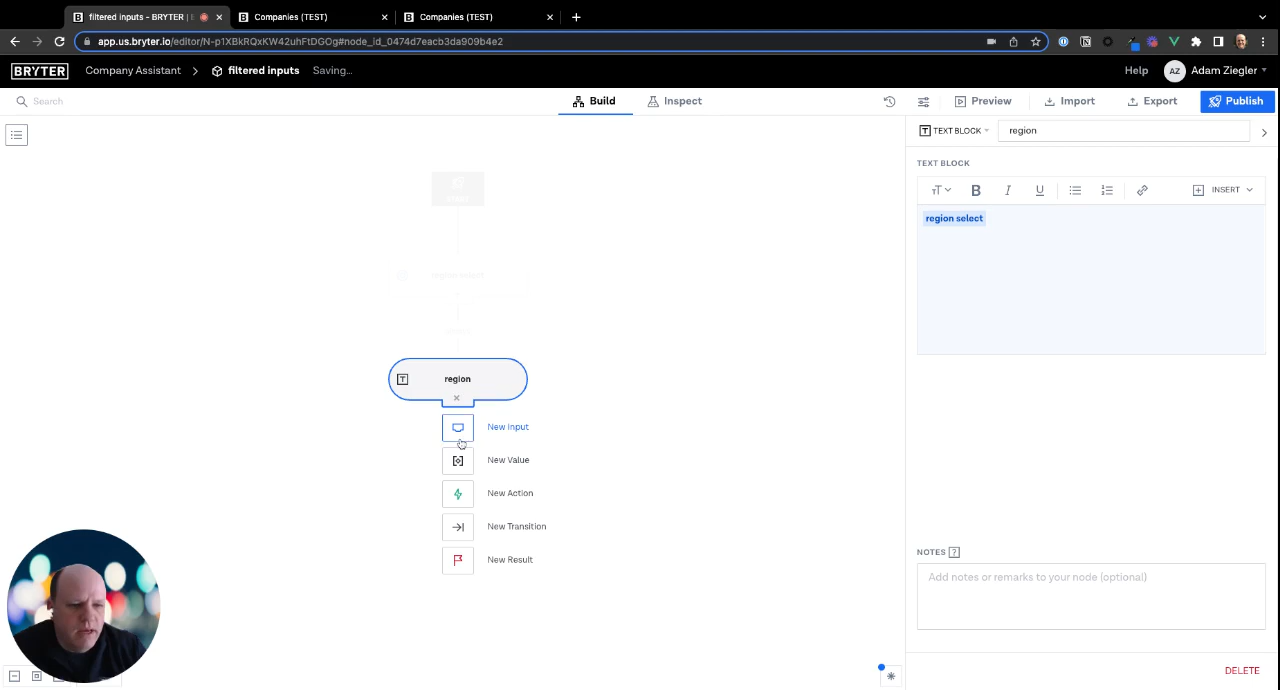 filtered inputs - BRYTER | B
Companies (TEST)
Companies (TEST)
app.us.bryter.io/editor/N-p1XBkRQxKW42uhFtDGOg#node_id_0474d7eacb3da909b4e2
BRYTER
Company Assistant
filtered inputs
Saving...
Help
AZ
Adam Ziegler
Search
Build
Inspect
Preview
Import
Export
Publish
TEXT BLOCK
region
TEXT BLOCK
B I U
INSERT
region select
region select
region
New Input
New Value
New Action
New Transition
New Result
NOTES ?
Add notes or remarks to your node (optional)
DELETE